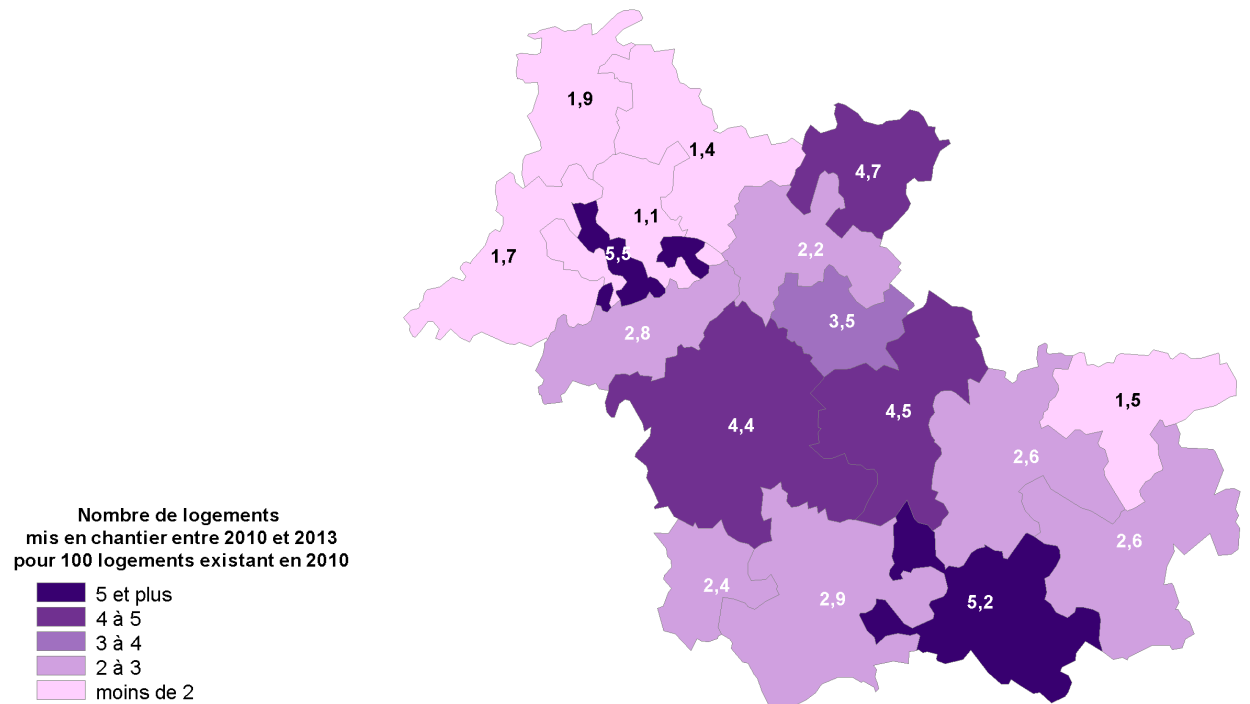 1,9
1,4
4,7
1,1
1,7
5,5
2,2
2,8
3,5
4,4
4,5
1,5
2,6
2,6
2,4
2,9
5,2
Nombre de logements
mis en chantier entre 2010 et 2013
pour 100 logements existant en 2010
5 et plus
4 à 5
3 à 4
2 à 3
moins de 2